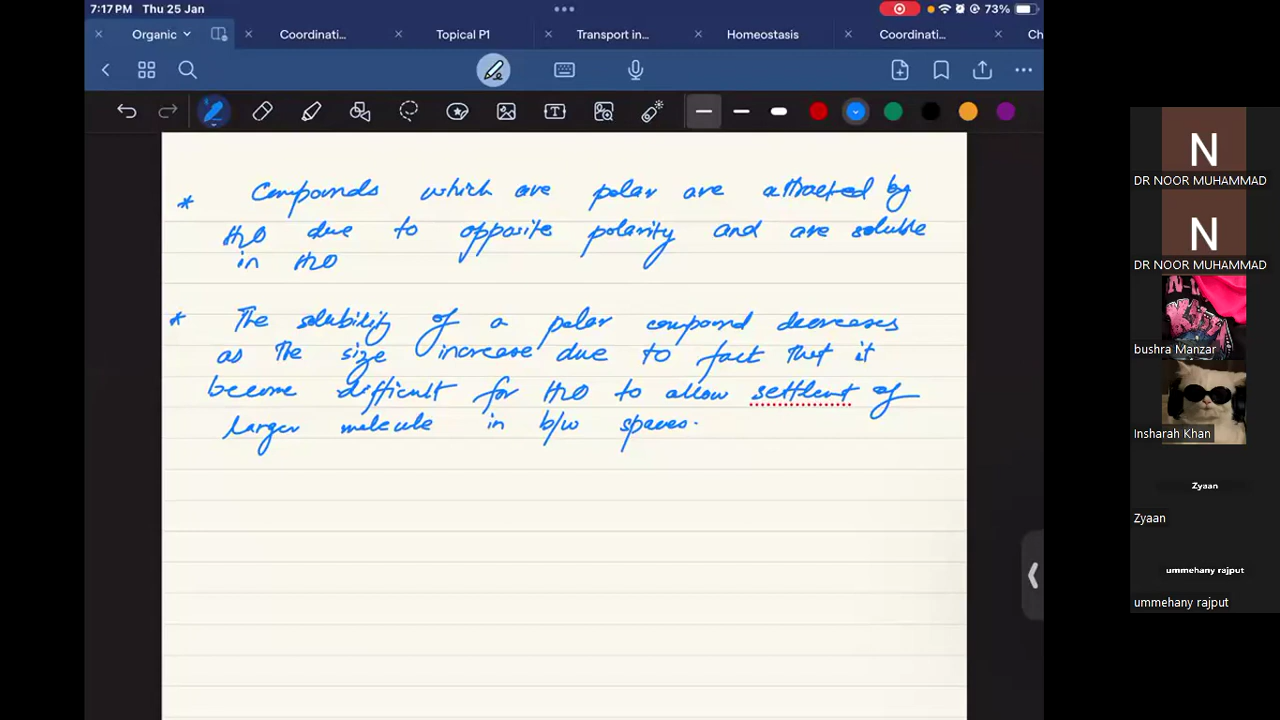 7:17 PM Thu 25 Jan
73%
Organic
Coordinati...
Topical P1
Transport in...
Homeostasis
Coordinati...
Ch
* Compounds which are polar are attracted by
H2O due to opposite polarity and are soluble
in H2O
* The solubility of a polar compound decreases
as the size increase due to fact that it
become difficult for H2O to allow settlent of
larger molecule in b/w spaces.
N
DR NOOR MUHAMMAD
N
DR NOOR MUHAMMAD
bushra Manzar
Insharah Khan
Zyaan
Zyaan
ummehany rajput
ummehany rajput